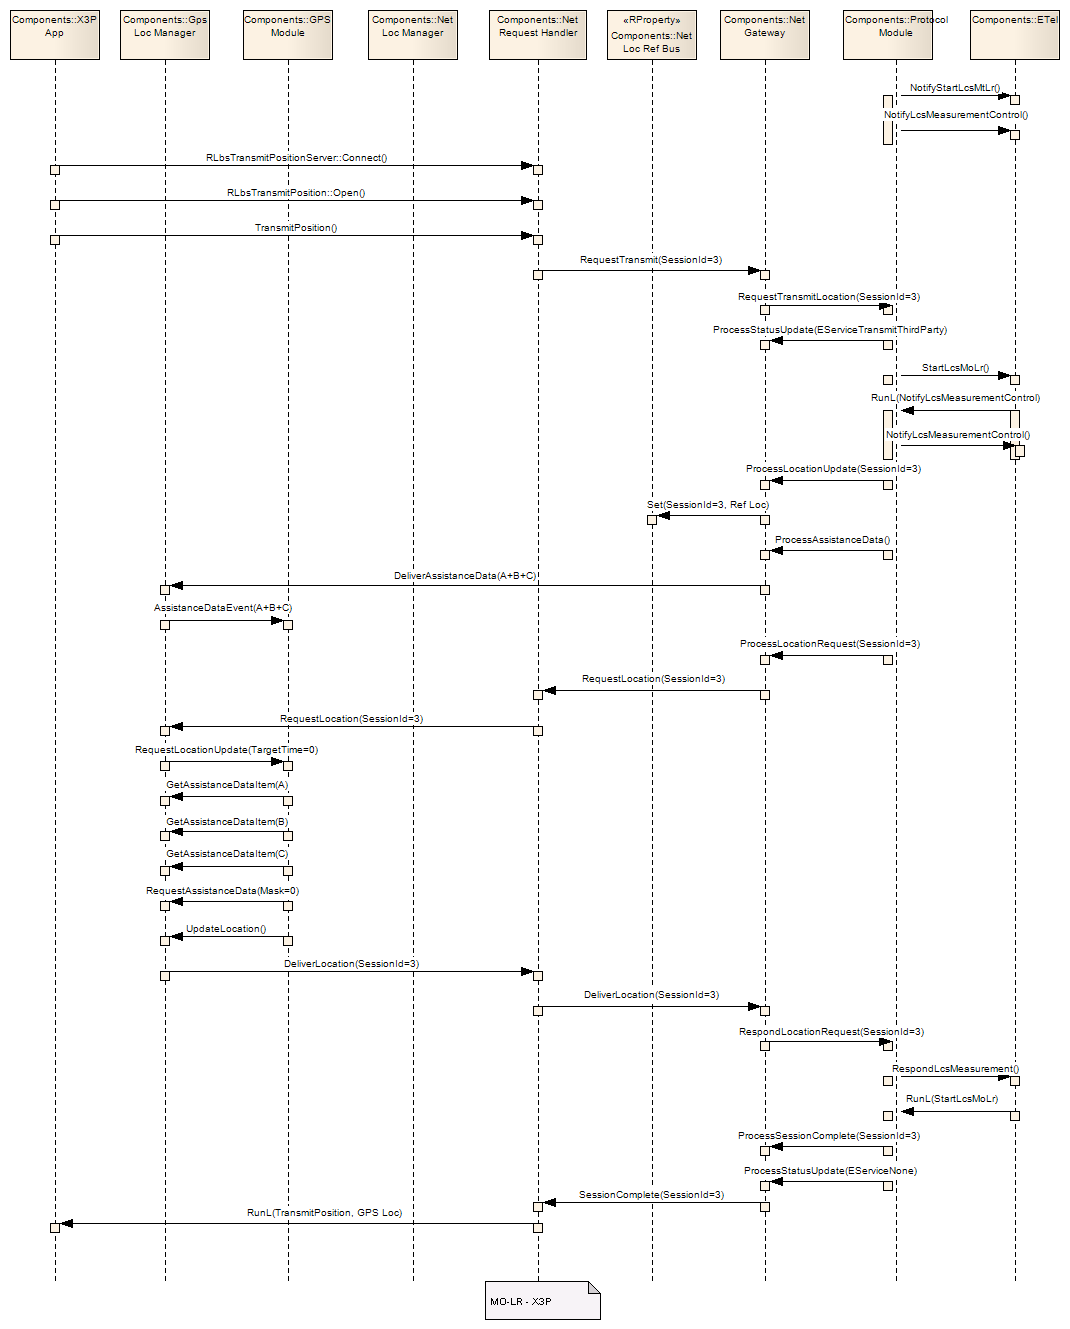 Components::X3P
App
Components::Gps
Loc Manager
Components::GPS
Module
Components::Net
Loc Manager
Components::Net
Request Handler
«RProperty»
Components::Net
Loc Ref Bus
Components::Net
Gateway
Components::Protocol
Module
Components::ETel
NotifyStartLcsMtLr()
NotifyLcsMeasurementControl()
RLbsTransmitPositionServer::Connect()
RLbsTransmitPosition::Open()
TransmitPosition()
RequestTransmit(SessionId=3)
RequestTransmitLocation(SessionId=3)
ProcessStatusUpdate(EServiceTransmitThirdParty)
StartLcsMoLr()
RunL(NotifyLcsMeasurementControl)
NotifyLcsMeasurementControl()
ProcessLocationUpdate(SessionId=3)
Set(SessionId=3, Ref Loc)
ProcessAssistanceData()
DeliverAssistanceData(A+B+C)
AssistanceDataEvent(A+B+C)
ProcessLocationRequest(SessionId=3)
RequestLocation(SessionId=3)
RequestLocation(SessionId=3)
RequestLocationUpdate(TargetTime=0)
GetAssistanceDataItem(A)
GetAssistanceDataItem(B)
GetAssistanceDataItem(C)
RequestAssistanceData(Mask=0)
UpdateLocation()
DeliverLocation(SessionId=3)
DeliverLocation(SessionId=3)
RespondLocationRequest(SessionId=3)
RespondLcsMeasurement()
RunL(StartLcsMoLr)
ProcessSessionComplete(SessionId=3)
ProcessStatusUpdate(EServiceNone)
SessionComplete(SessionId=3)
RunL(TransmitPosition, GPS Loc)
MO-LR - X3P